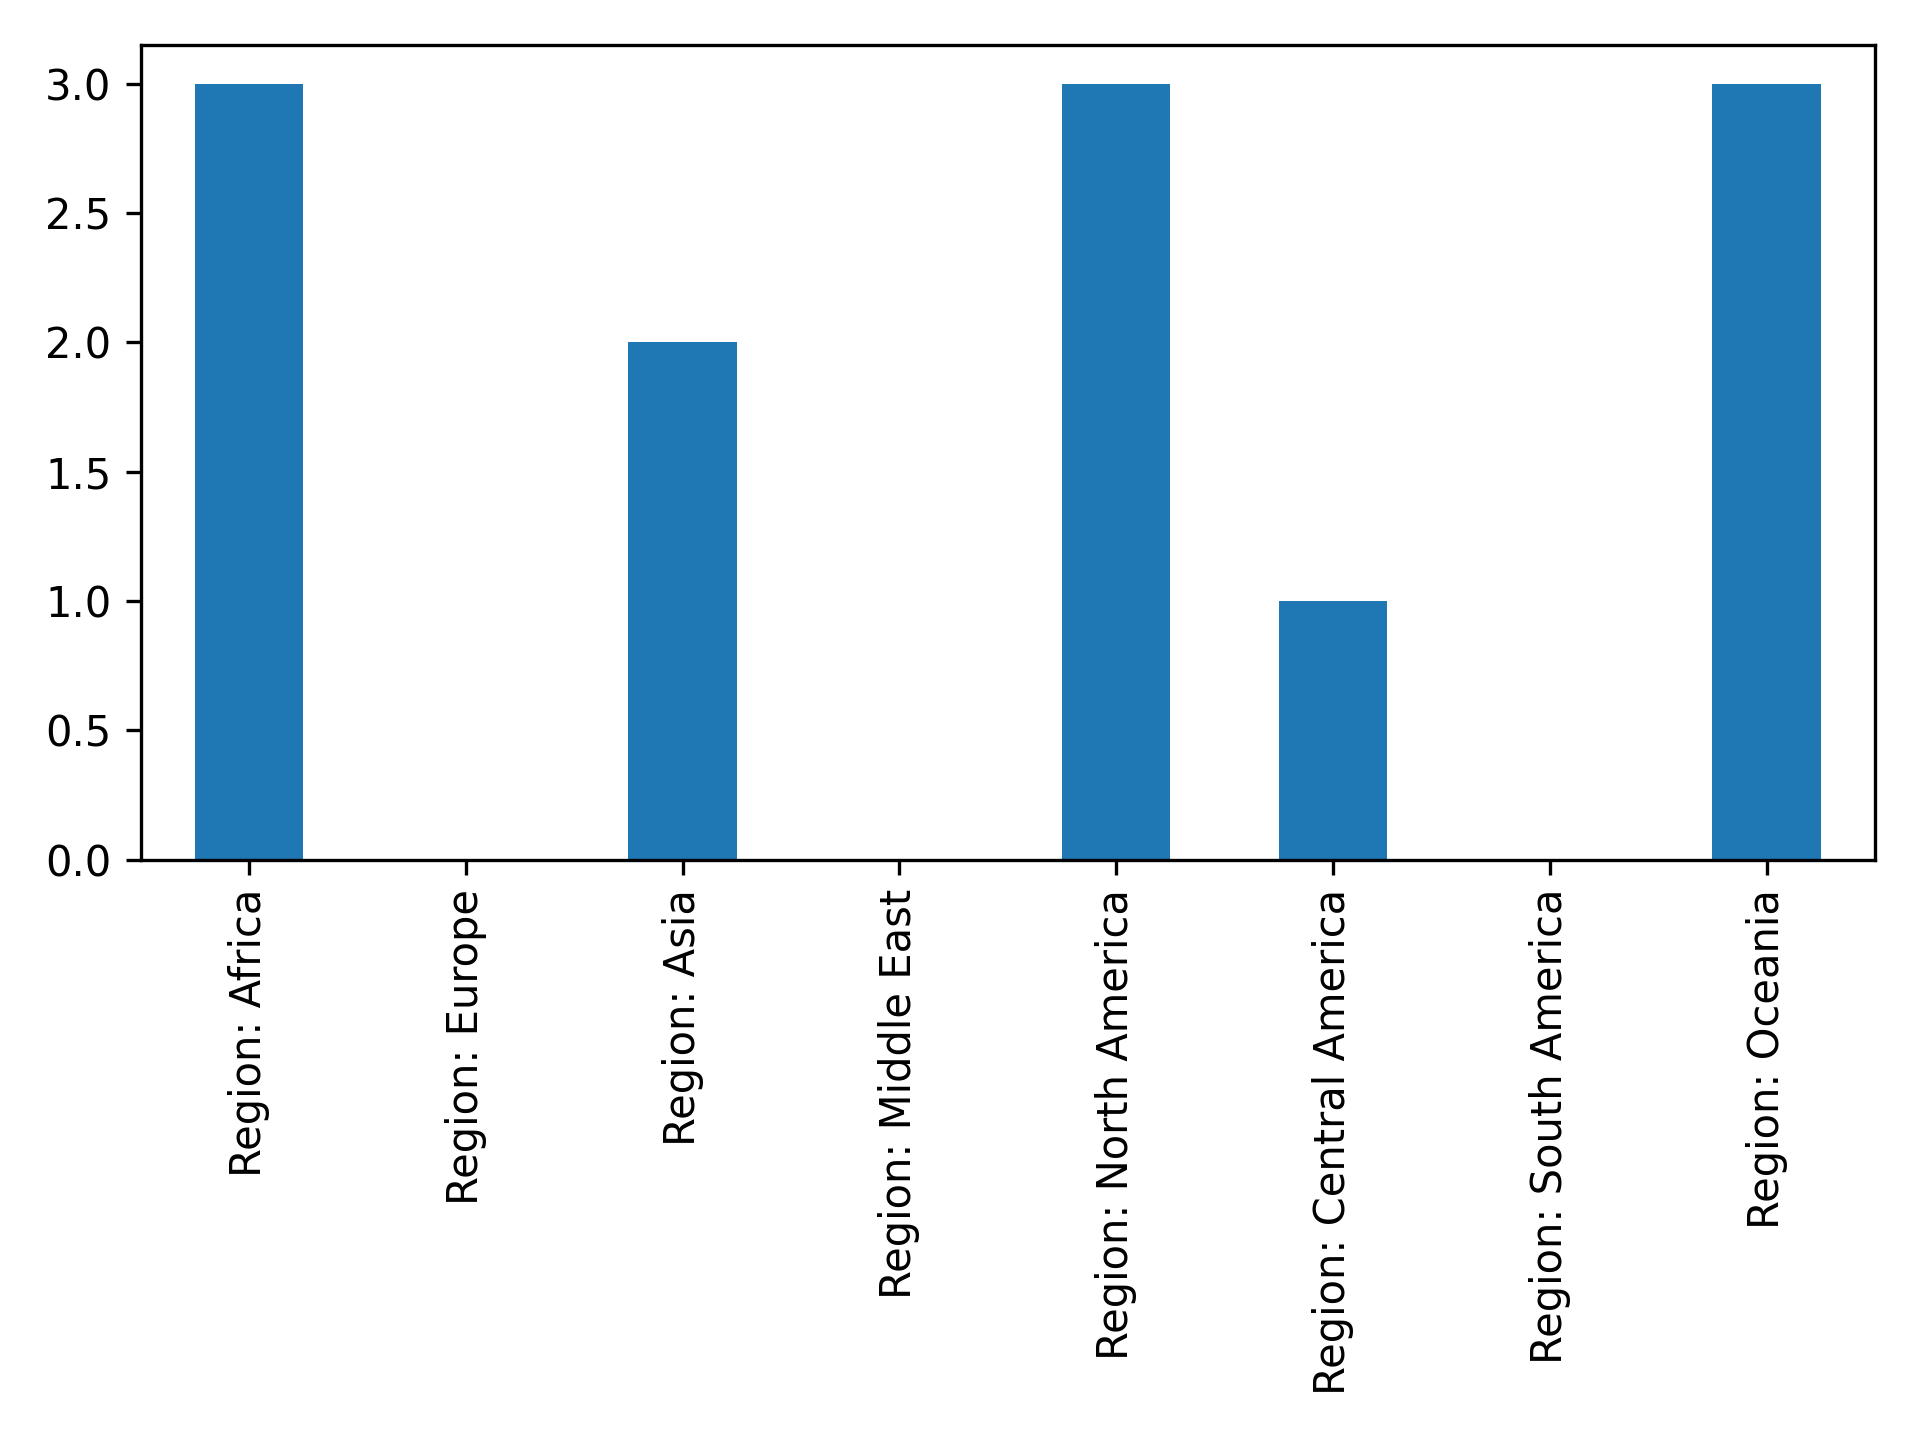 3.0
2.5
2.0
1.5
1.0
0.5
0.0
Region: Africa
Region: Europe
Region: Asia
Region: Middle East
Region: North America
Region: Central America
Region: South America
Region: Oceania